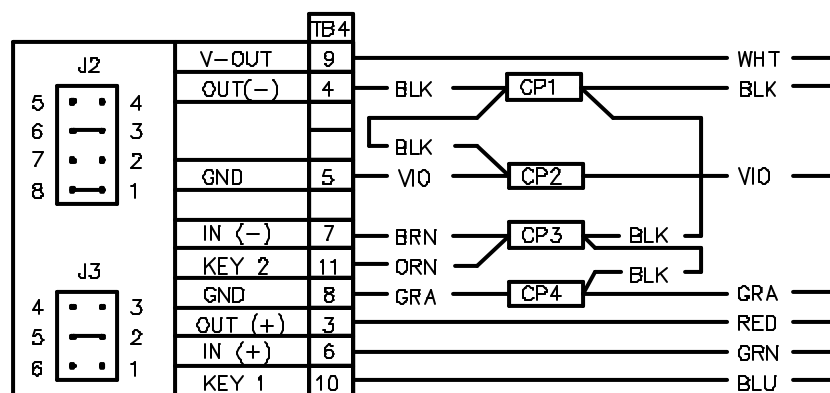 TB4
J2
V-OUT 9 WHT
OUT(-) 4 BLK CP1 BLK
5 4
6 3
BLK
7 2
GND 5 VIO CP2 VIO
8 1
IN (-) 7 BRN CP3 BLK
J3
KEY 2 11 ORN BLK
GND 8 GRA CP4 GRA
4 3
OUT (+) 3 RED
5 2
IN (+) 6 GRN
6 1
KEY 1 10 BLU